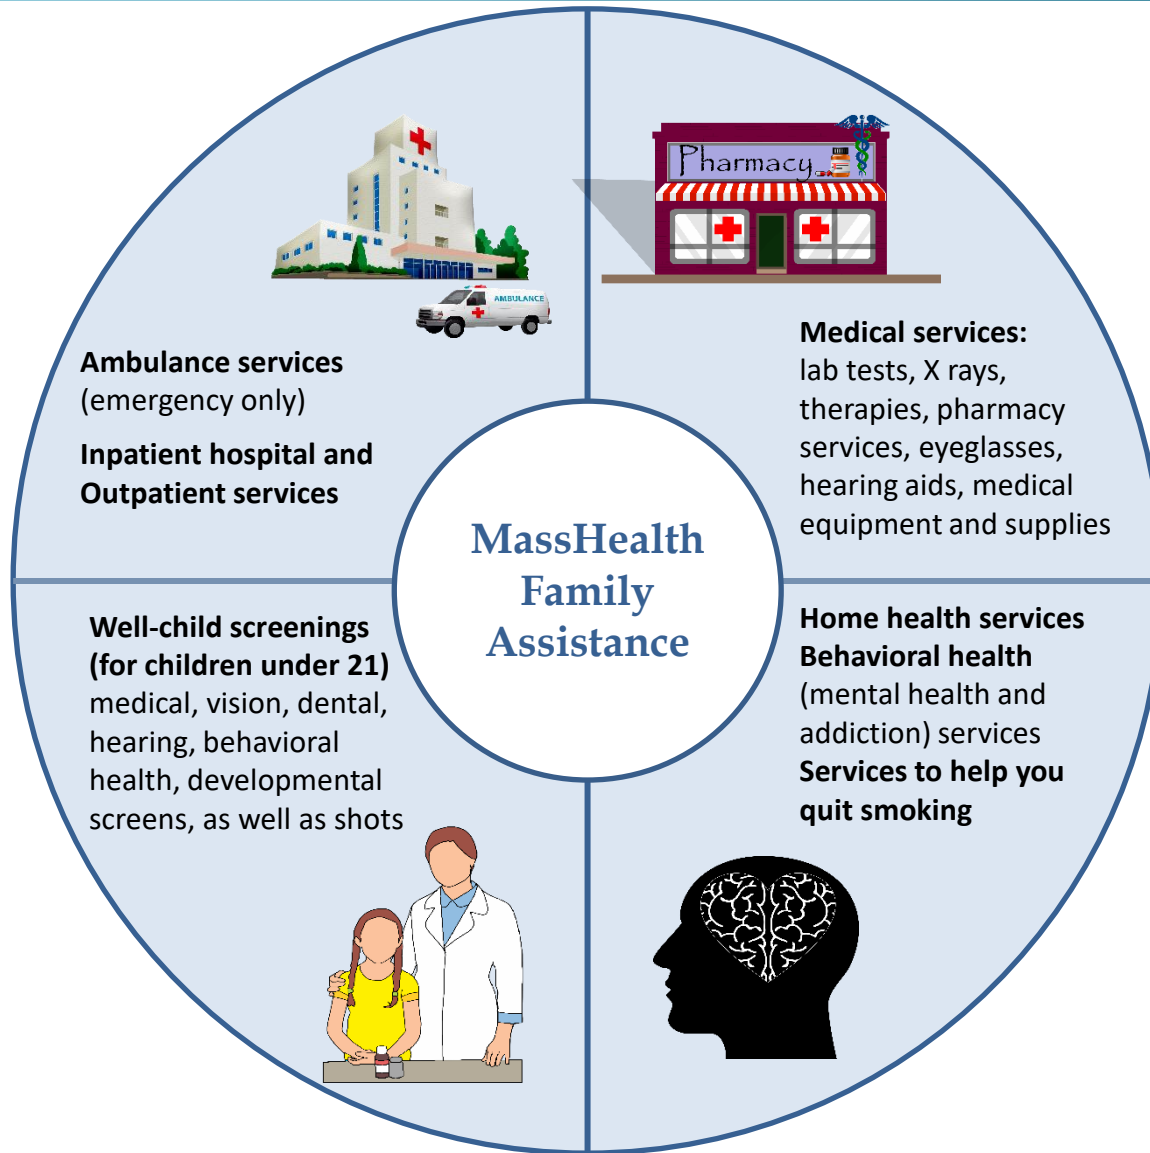 Pharmacy
AMBULANCE
Ambulance services
(emergency only)
Inpatient hospital and
Outpatient services
Medical services:
lab tests, X rays,
therapies, pharmacy
services, eyeglasses,
hearing aids, medical
equipment and supplies
MassHealth
Family
Assistance
Well-child screenings
(for children under 21)
medical, vision, dental,
hearing, behavioral
health, developmental
screens, as well as shots
Home health services
Behavioral health
(mental health and
addiction) services
Services to help you
quit smoking